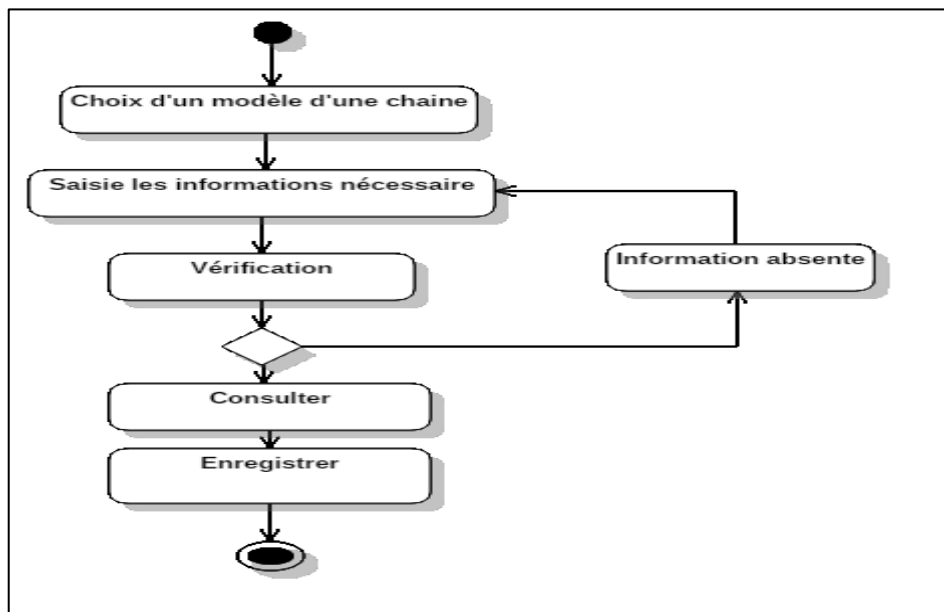 Choix d'un modèle d'une chaine
Saisie les informations nécessaire
Vérification
Information absente
Consulter
Enregistrer